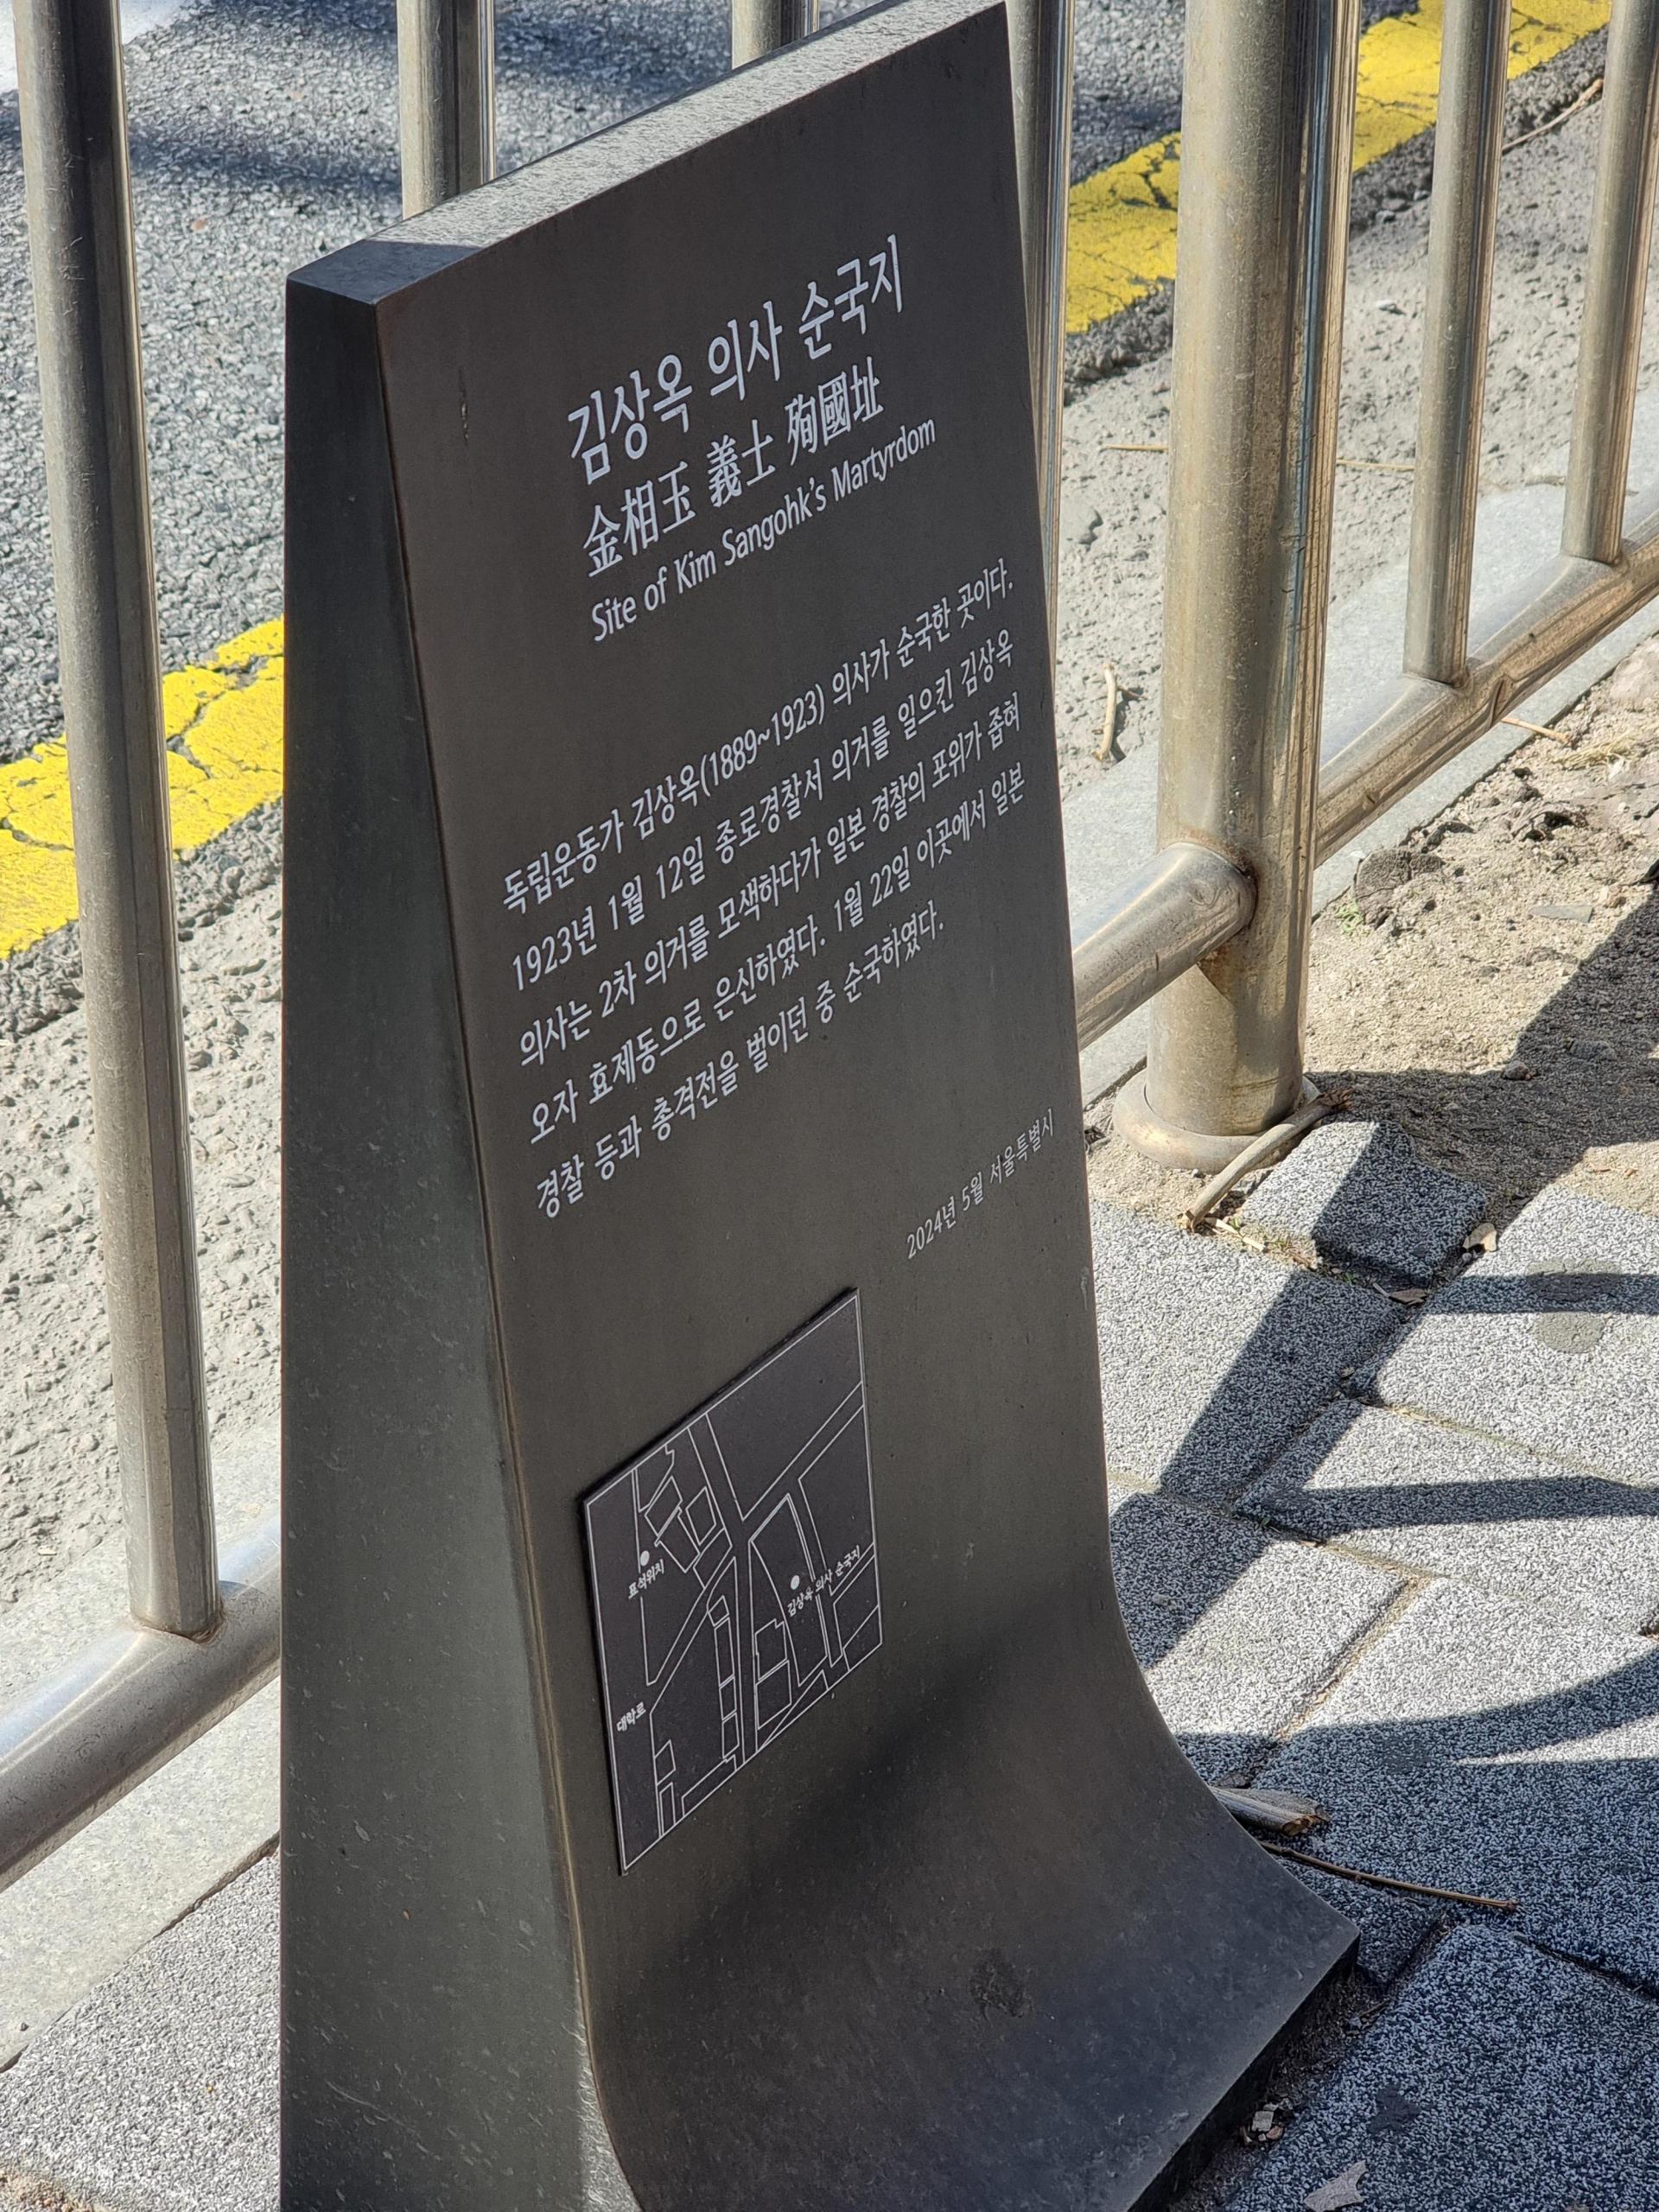 김상옥 의사 순국지
金相玉 義士 殉國址
Site of Kim Sangohk's Martyrdom
독립운동가 김상옥(1889~1923) 의사가 순국한 곳이다.
1923년 1월 12일 종로경찰서 의거를 일으킨 김상옥
의사는 2차 의거를 모색하다가 일본 경찰의 포위가 좁혀
오자 효제동으로 은신하였다. 1월 22일 이곳에서 일본
경찰 등과 총격전을 벌이던 중 순국하였다.
2024년 5월 서울특별시
표석위치
김상옥 의사 순국지
대학로